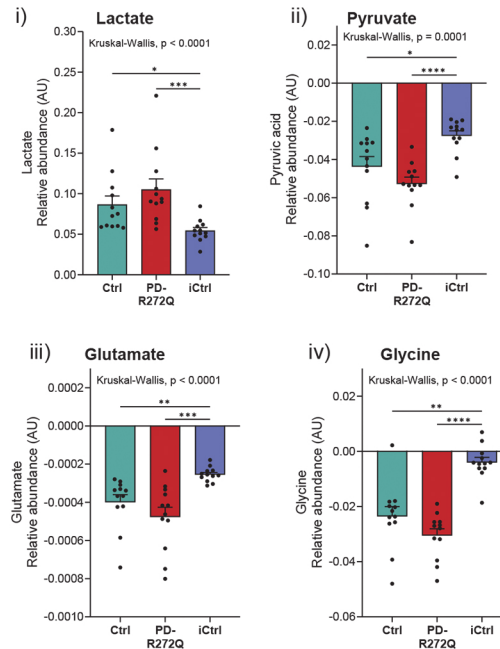 i) Lactate
Kruskal-Wallis, p < 0.0001
*
***
Lactate
Relative abundance (AU)
0.25
0.20
0.15
0.10
0.05
0.00
Ctrl
PD-
R272Q
iCtrl
ii) Pyruvate
Kruskal-Wallis, p = 0.0001
*
****
Pyruvic acid
Relative abundance (AU)
0.02
0.00
-0.02
-0.04
-0.06
-0.08
-0.10
Ctrl
PD-
R272Q
iCtrl
iii) Glutamate
Kruskal-Wallis, p < 0.0001
**
***
Glutamate
Relative abundance (AU)
0.0002
0.0000
-0.0002
-0.0004
-0.0006
-0.0008
-0.0010
Ctrl
PD-
R272Q
iCtrl
iv) Glycine
Kruskal-Wallis, p < 0.0001
**
****
Glycine
Relative abundance (AU)
0.02
0.00
-0.02
-0.04
-0.06
Ctrl
PD-
R272Q
iCtrl